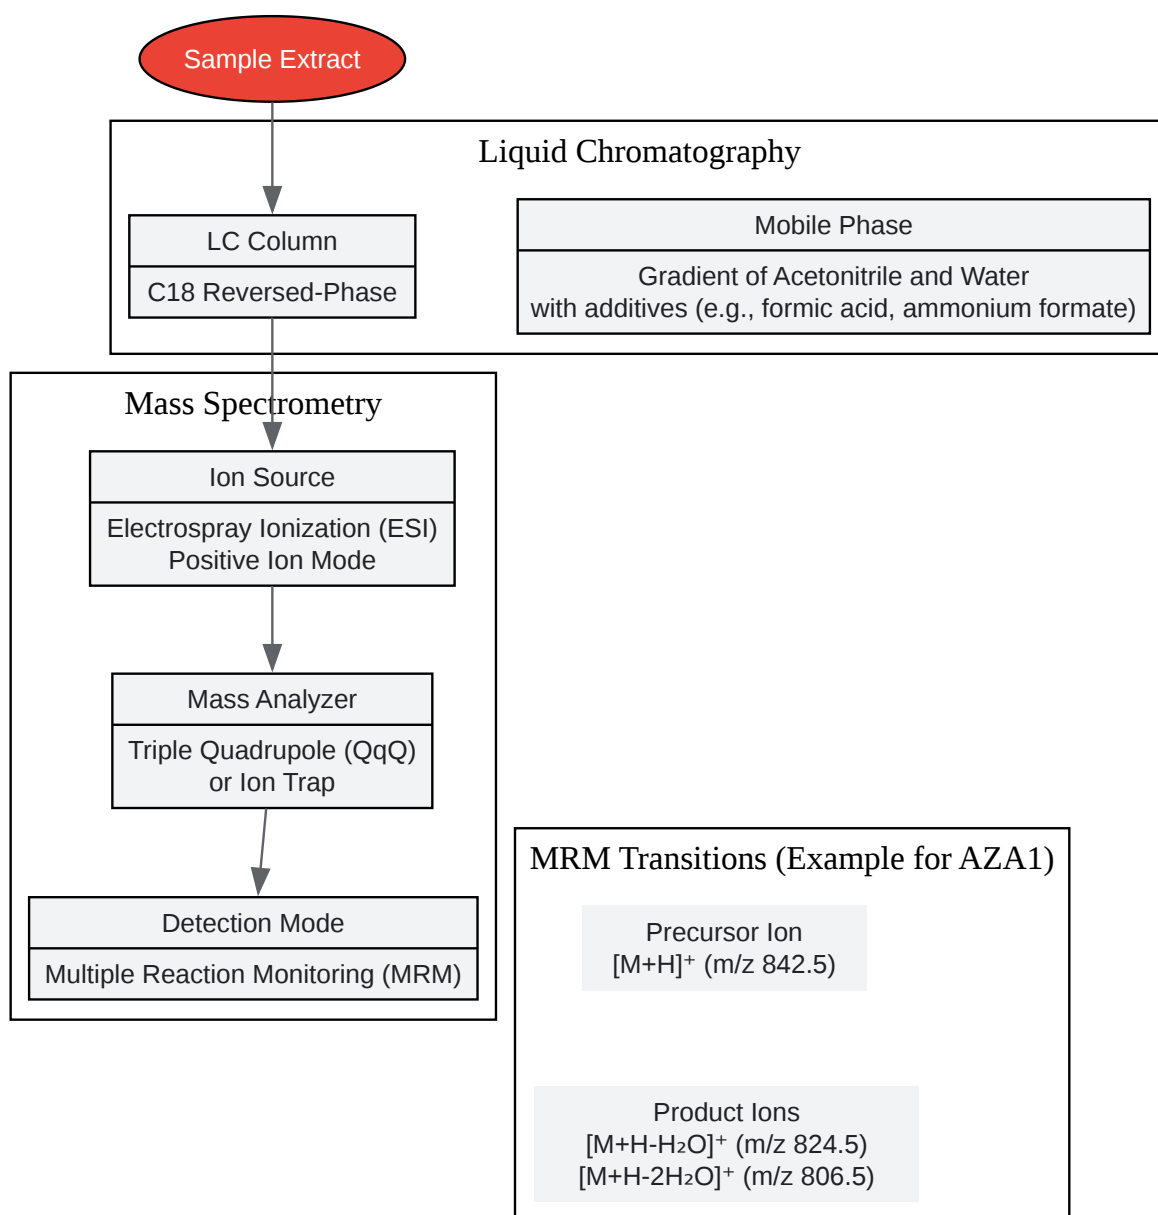 Sample Extract
Liquid Chromatography
LC Column
C18 Reversed-Phase
Mobile Phase
Gradient of Acetonitrile and Water
with additives (e.g., formic acid, ammonium formate)
Mass Spectrometry
Ion Source
Electrospray Ionization (ESI)
Positive Ion Mode
Mass Analyzer
Triple Quadrupole (QqQ)
or Ion Trap
Detection Mode
Multiple Reaction Monitoring (MRM)
MRM Transitions (Example for AZA1)
Precursor Ion
[M+H]⁺ (m/z 842.5)
Product Ions
[M+H-H₂O]⁺ (m/z 824.5)
[M+H-2H₂O]⁺ (m/z 806.5)